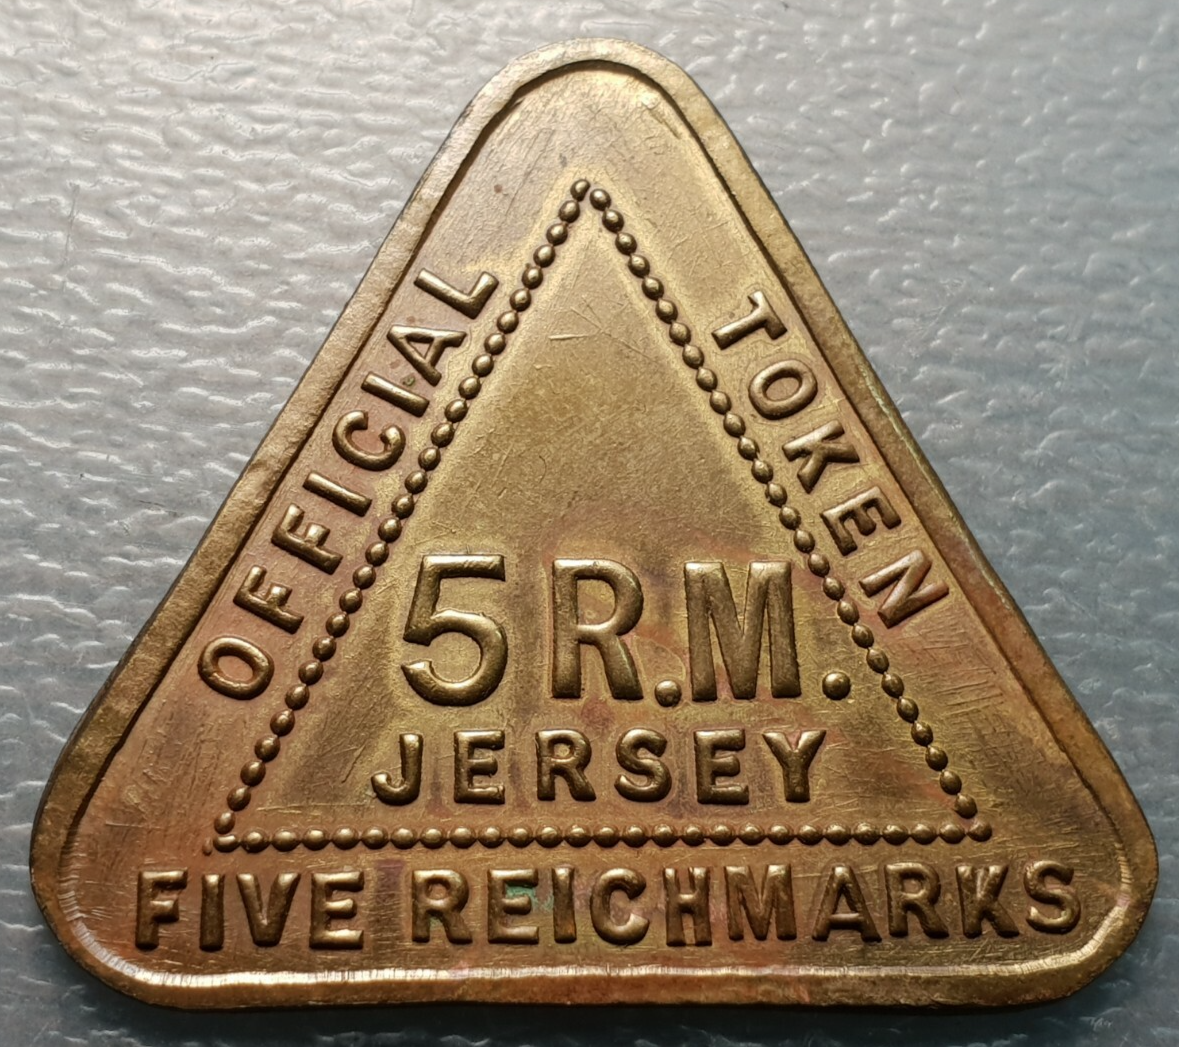 OFFICIAL
TOKEN
5 R.M.
JERSEY
FIVE REICHMARKS